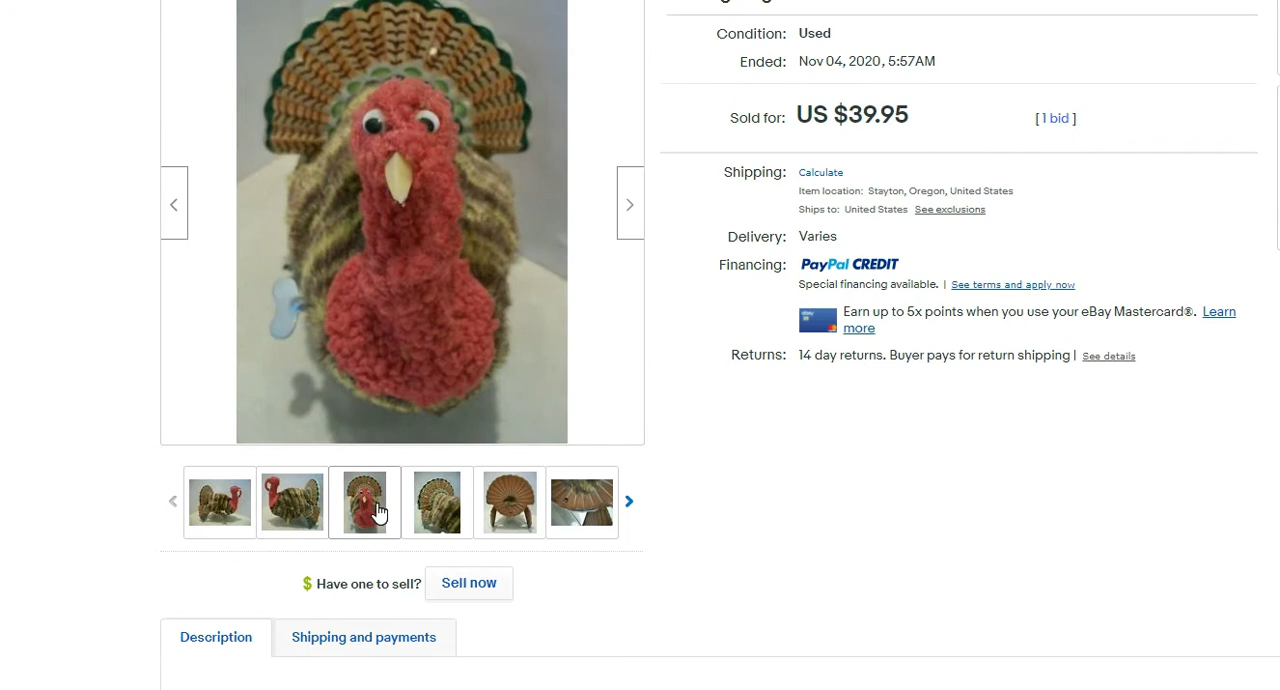 Condition: Used
Ended: Nov 04, 2020, 5:57AM
Sold for: US $39.95 [ 1 bid ]
Shipping: Calculate
Item location: Stayton, Oregon, United States
Ships to: United States See exclusions
Delivery: Varies
Financing: PayPal CREDIT
Special financing available. | See terms and apply now
Earn up to 5x points when you use your eBay Mastercard®. Learn
more
Returns: 14 day returns. Buyer pays for return shipping | See details
$ Have one to sell? Sell now
Description Shipping and payments